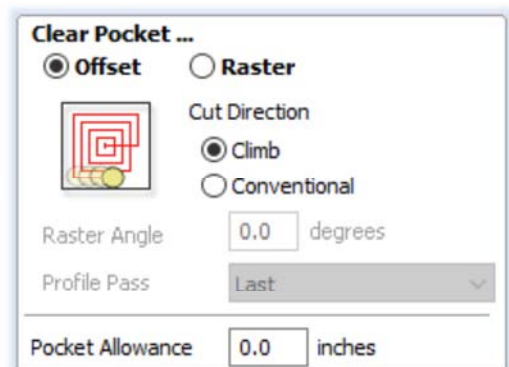 Clear Pocket ...
Offset Raster
Cut Direction
Climb
Conventional
Raster Angle 0.0 degrees
Profile Pass Last
Pocket Allowance 0.0 inches